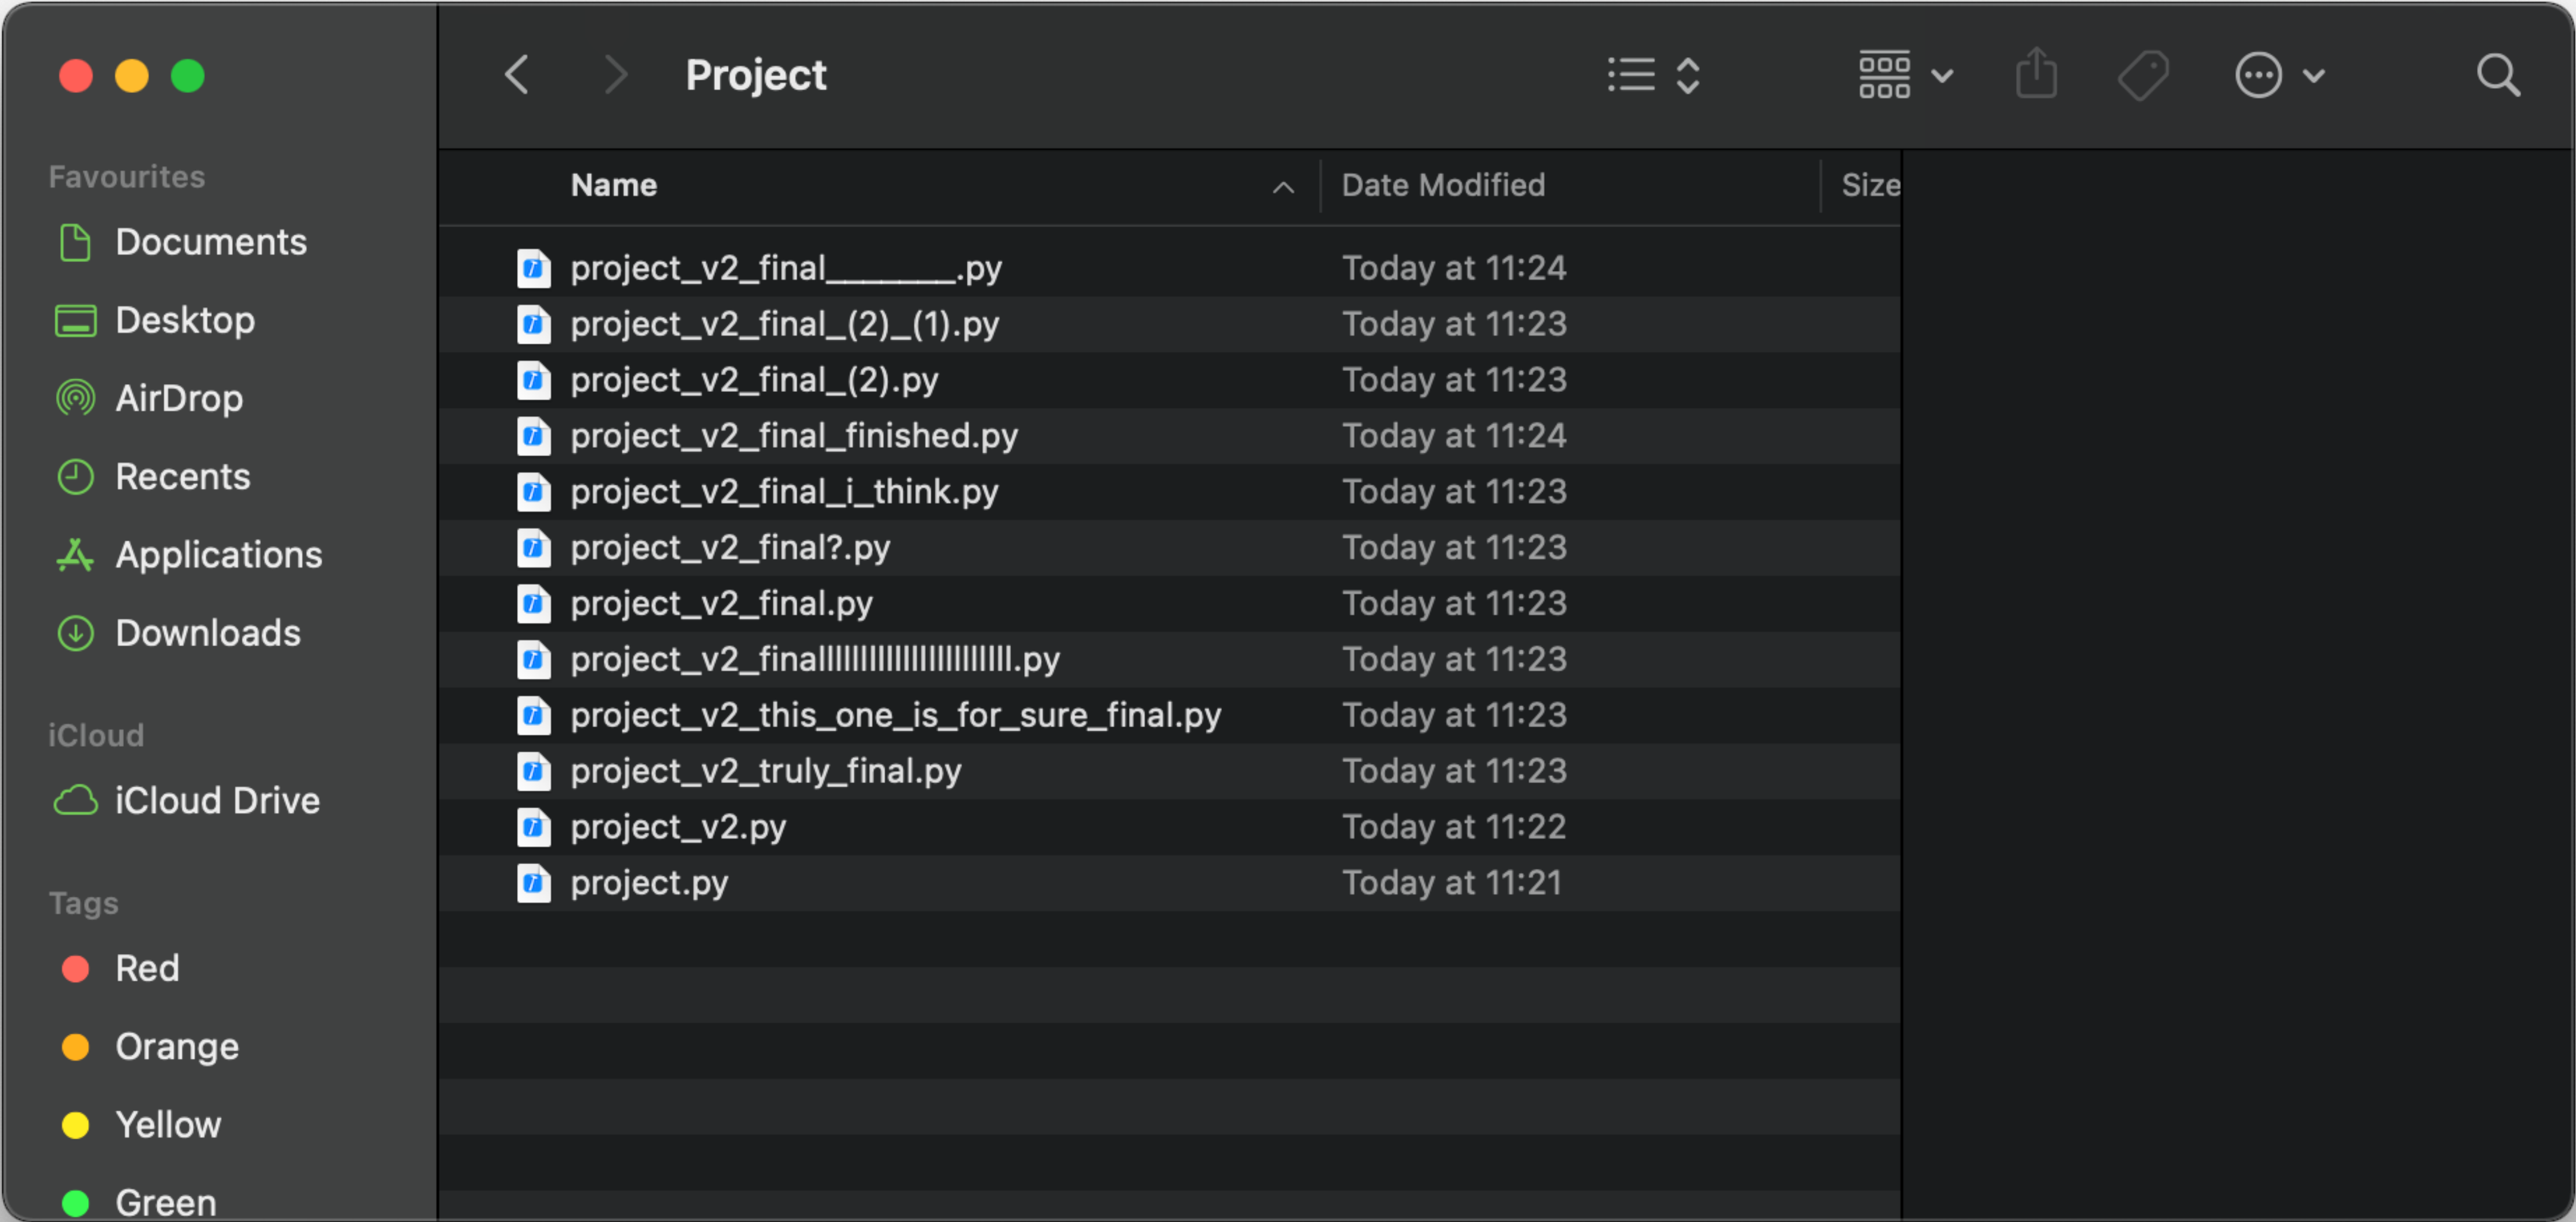 Project
Favourites
Documents
Desktop
AirDrop
Recents
Applications
Downloads
iCloud
iCloud Drive
Tags
Red
Orange
Yellow
Green
Name Date Modified Size
project_v2_final_______.py Today at 11:24
project_v2_final_(2)_(1).py Today at 11:23
project_v2_final_(2).py Today at 11:23
project_v2_final_finished.py Today at 11:24
project_v2_final_i_think.py Today at 11:23
project_v2_final?.py Today at 11:23
project_v2_final.py Today at 11:23
project_v2_finalllllllllllllllllllllll.py Today at 11:23
project_v2_this_one_is_for_sure_final.py Today at 11:23
project_v2_truly_final.py Today at 11:23
project_v2.py Today at 11:22
project.py Today at 11:21